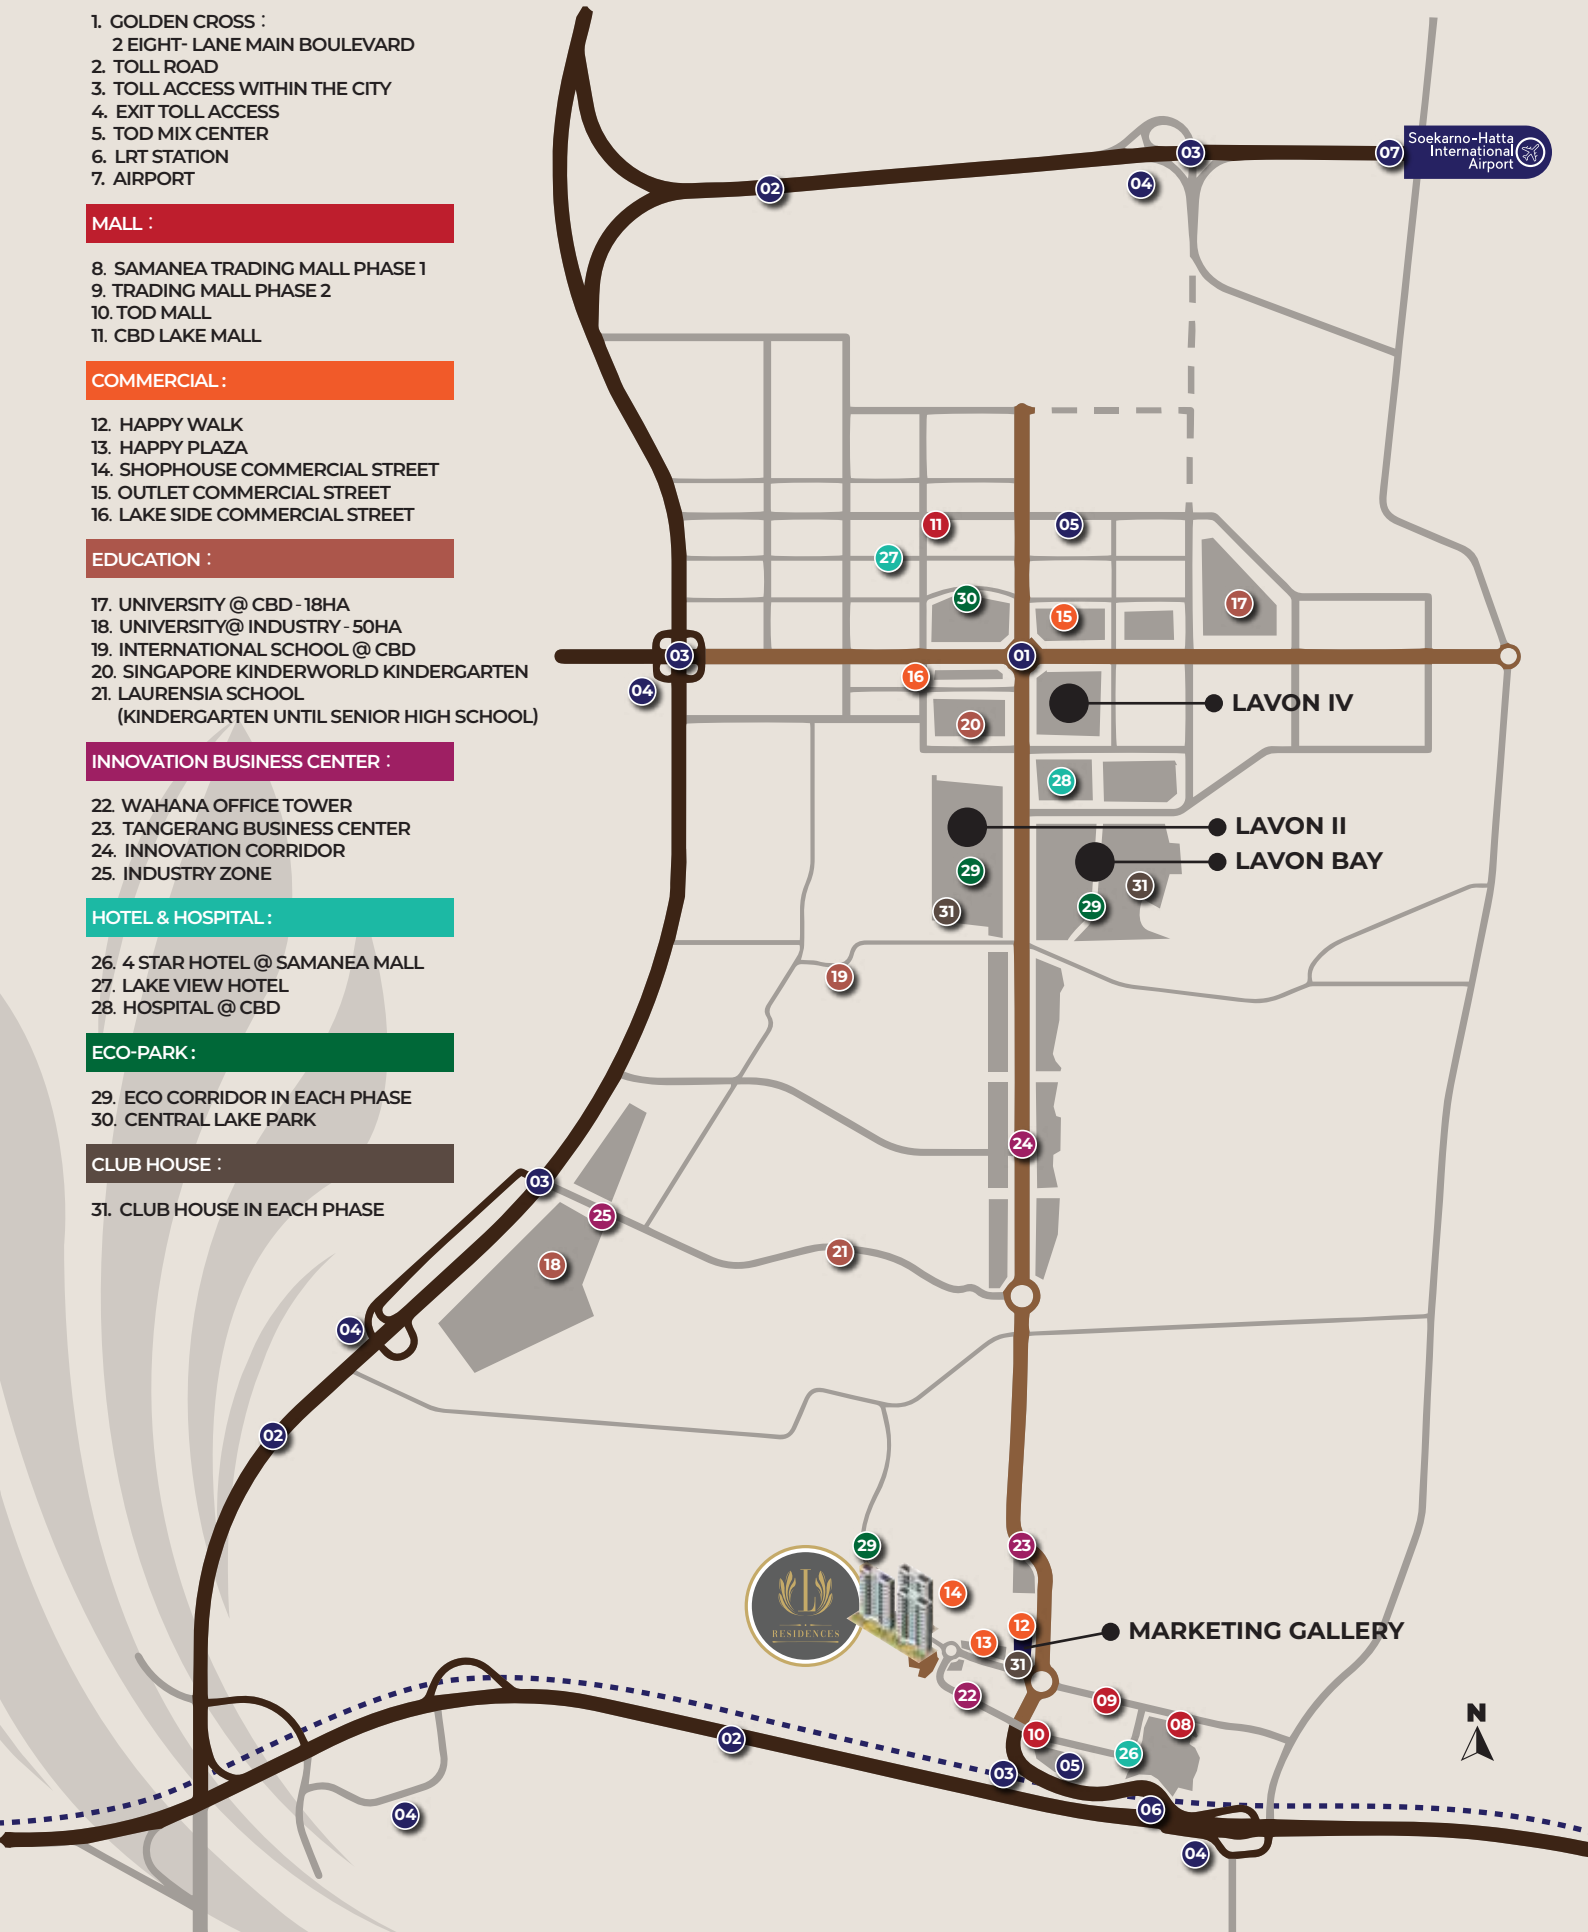 1. GOLDEN CROSS :
2 EIGHT- LANE MAIN BOULEVARD
2. TOLL ROAD
3. TOLL ACCESS WITHIN THE CITY
4. EXIT TOLL ACCESS
5. TOD MIX CENTER
6. LRT STATION
7. AIRPORT
MALL :
8. SAMANEA TRADING MALL PHASE 1
9. TRADING MALL PHASE 2
10. TOD MALL
11. CBD LAKE MALL
COMMERCIAL :
12. HAPPY WALK
13. HAPPY PLAZA
14. SHOPHOUSE COMMERCIAL STREET
15. OUTLET COMMERCIAL STREET
16. LAKE SIDE COMMERCIAL STREET
EDUCATION :
17. UNIVERSITY @ CBD - 18HA
18. UNIVERSITY@ INDUSTRY - 50HA
19. INTERNATIONAL SCHOOL @ CBD
20. SINGAPORE KINDERWORLD KINDERGARTEN
21. LAURENSIA SCHOOL
(KINDERGARTEN UNTIL SENIOR HIGH SCHOOL)
INNOVATION BUSINESS CENTER :
22. WAHANA OFFICE TOWER
23. TANGERANG BUSINESS CENTER
24. INNOVATION CORRIDOR
25. INDUSTRY ZONE
HOTEL & HOSPITAL :
26. 4 STAR HOTEL @ SAMANEA MALL
27. LAKE VIEW HOTEL
28. HOSPITAL @ CBD
ECO-PARK :
29. ECO CORRIDOR IN EACH PHASE
30. CENTRAL LAKE PARK
CLUB HOUSE :
31. CLUB HOUSE IN EACH PHASE
Soekarno-Hatta
International
Airport
03
07
04
02
11
05
27
30
15
17
03
01
16
04
LAVON IV
20
28
LAVON II
LAVON BAY
29
31
29
31
19
24
03
25
21
18
04
02
23
29
14
L
RESIDENCES
12
MARKETING GALLERY
13
31
22
09
08
10
02
26
05
03
06
04
04
N